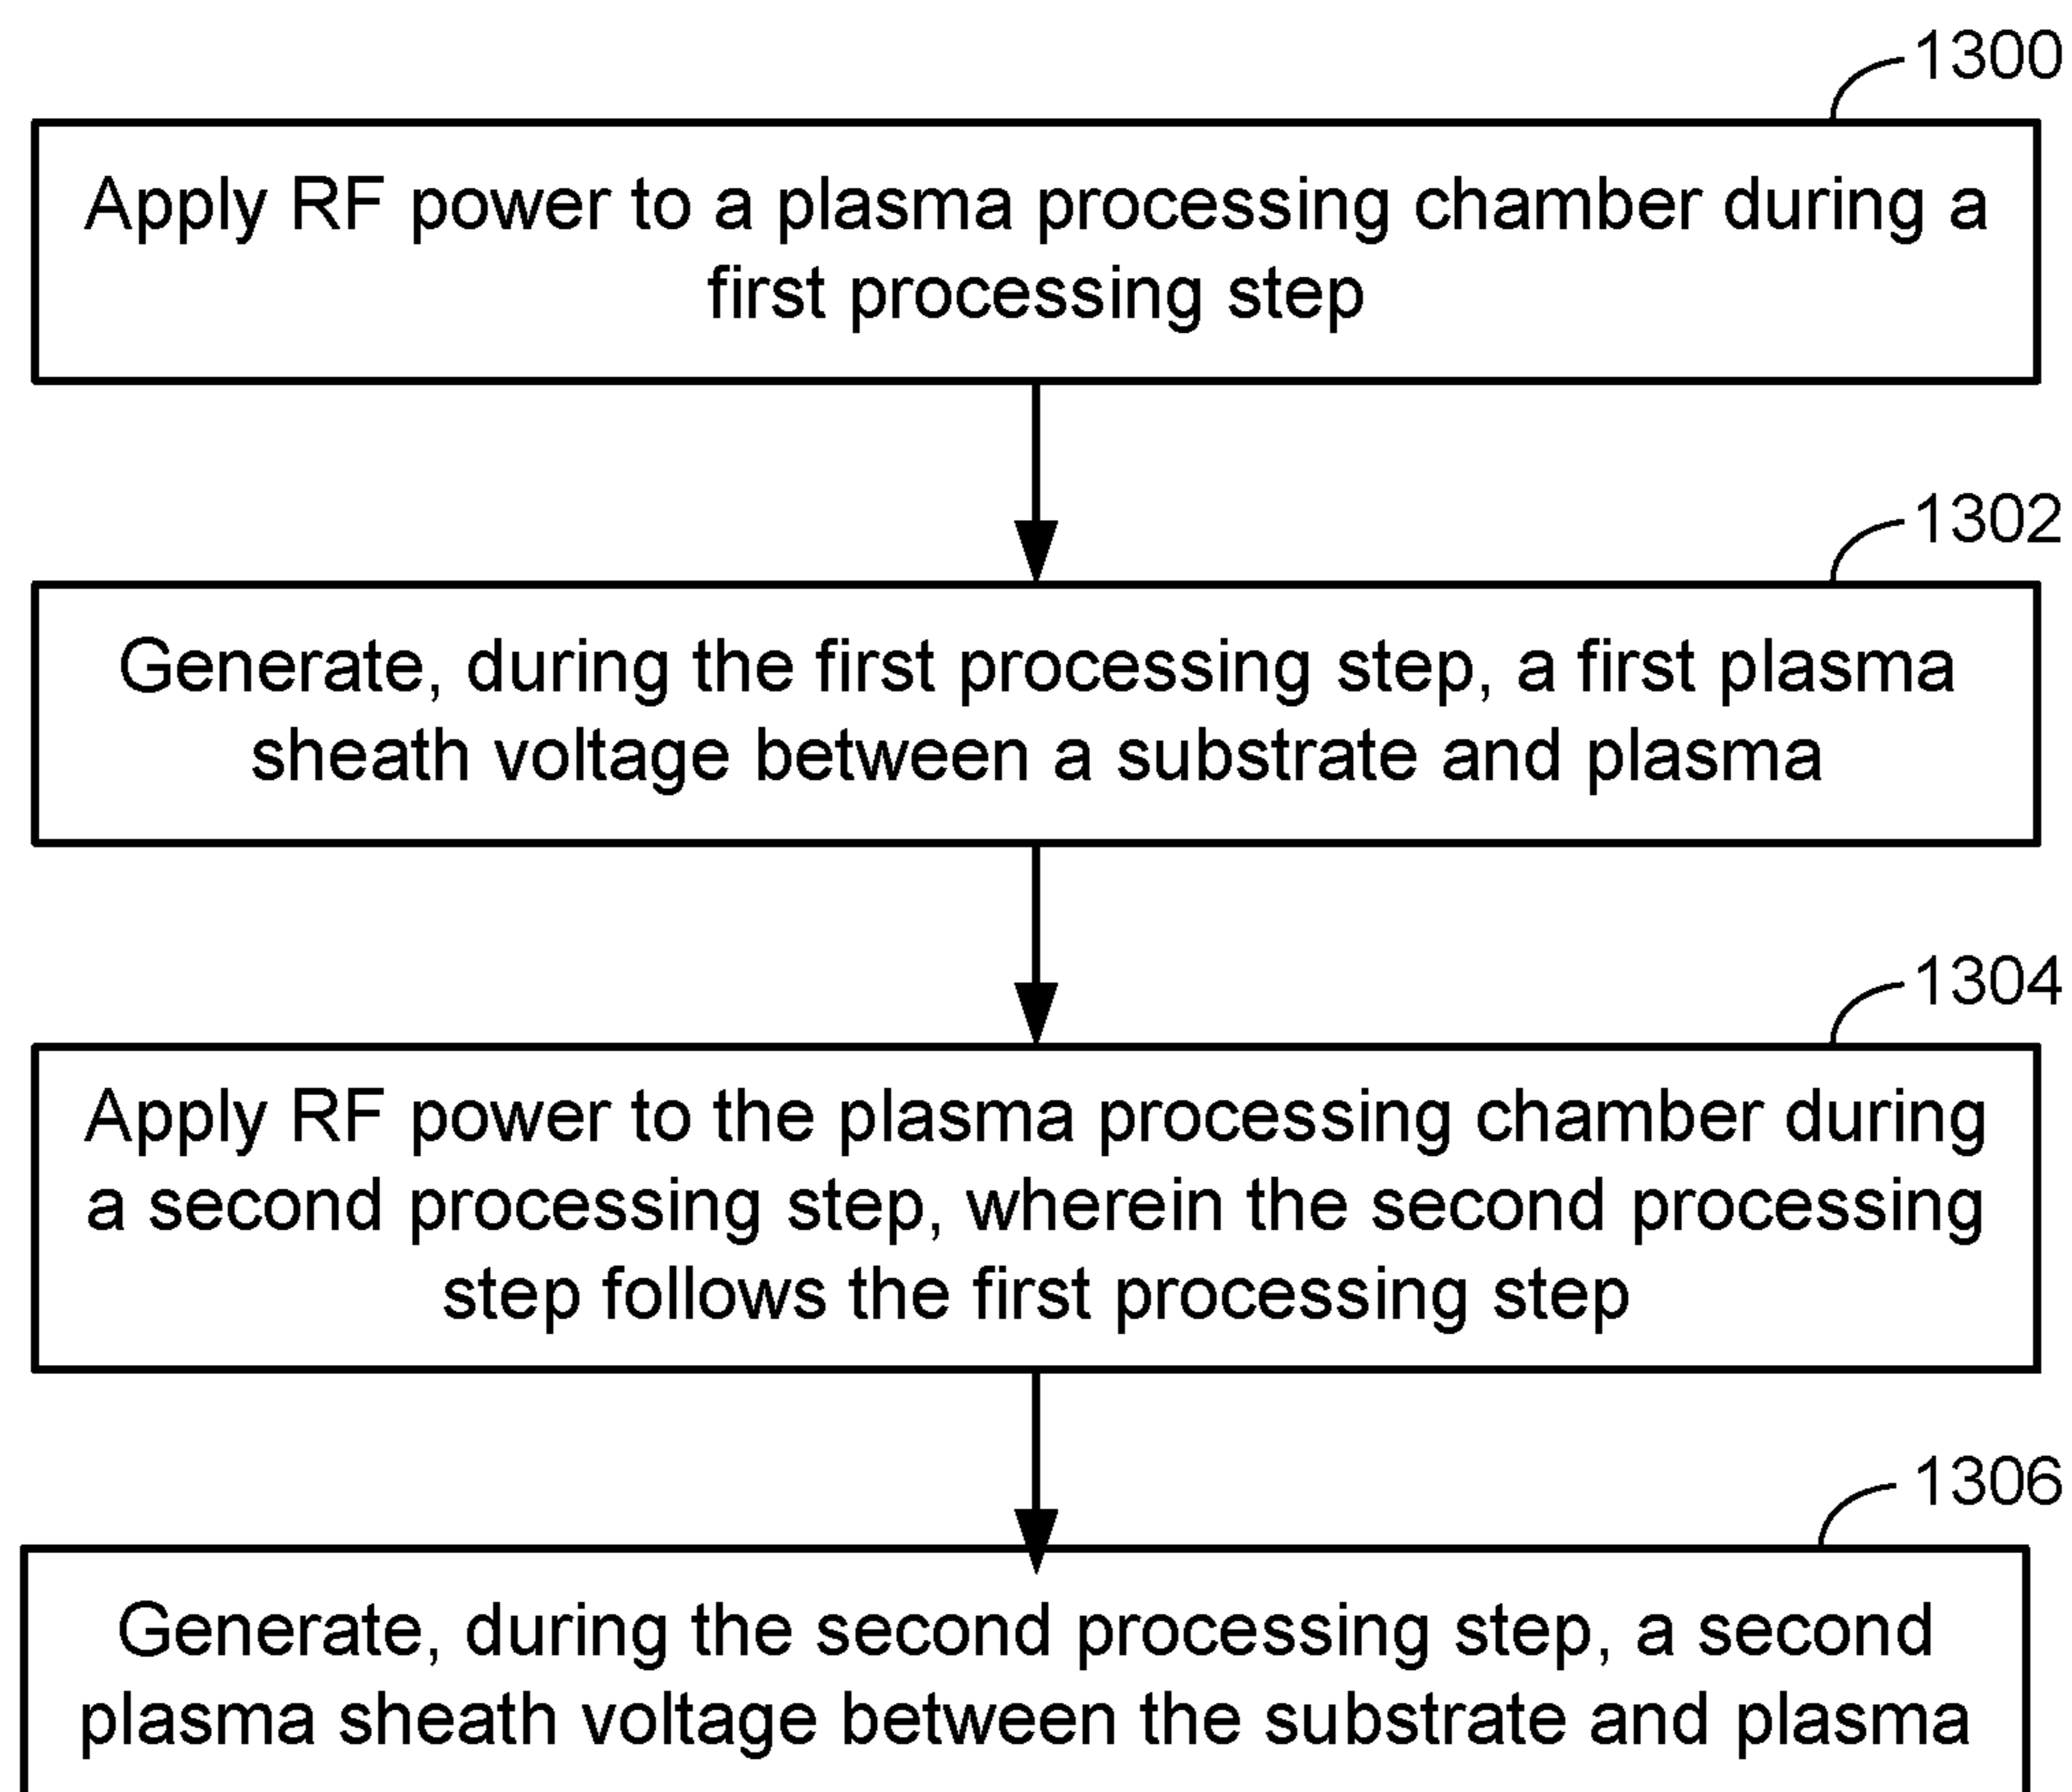 1300
Apply RF power to a plasma processing chamber during a
first processing step
1302
Generate, during the first processing step, a first plasma
sheath voltage between a substrate and plasma
1304
Apply RF power to the plasma processing chamber during
a second processing step, wherein the second processing
step follows the first processing step
1306
Generate, during the second processing step, a second
plasma sheath voltage between the substrate and plasma